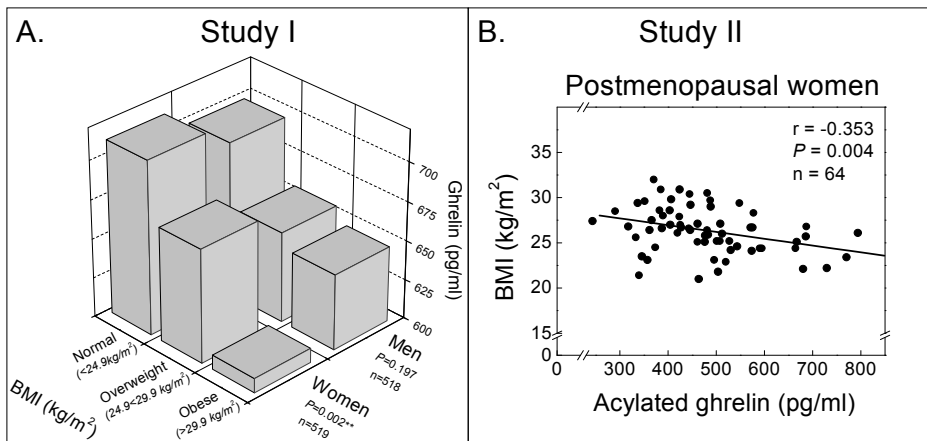 A. Study I
Ghrelin (pg/ml)
700
675
650
625
600
Men
P=0.197
n=518
Women
P=0.002**
n=519
Normal
(<24.9kg/m²)
Overweight
(24.9<29.9 kg/m²)
Obese
(>29.9 kg/m²)
BMI (kg/m²)
B. Study II
Postmenopausal women
r = -0.353
P = 0.004
n = 64
BMI (kg/m²)
35
30
25
20
15
0
0 300 400 500 600 700 800
Acylated ghrelin (pg/ml)